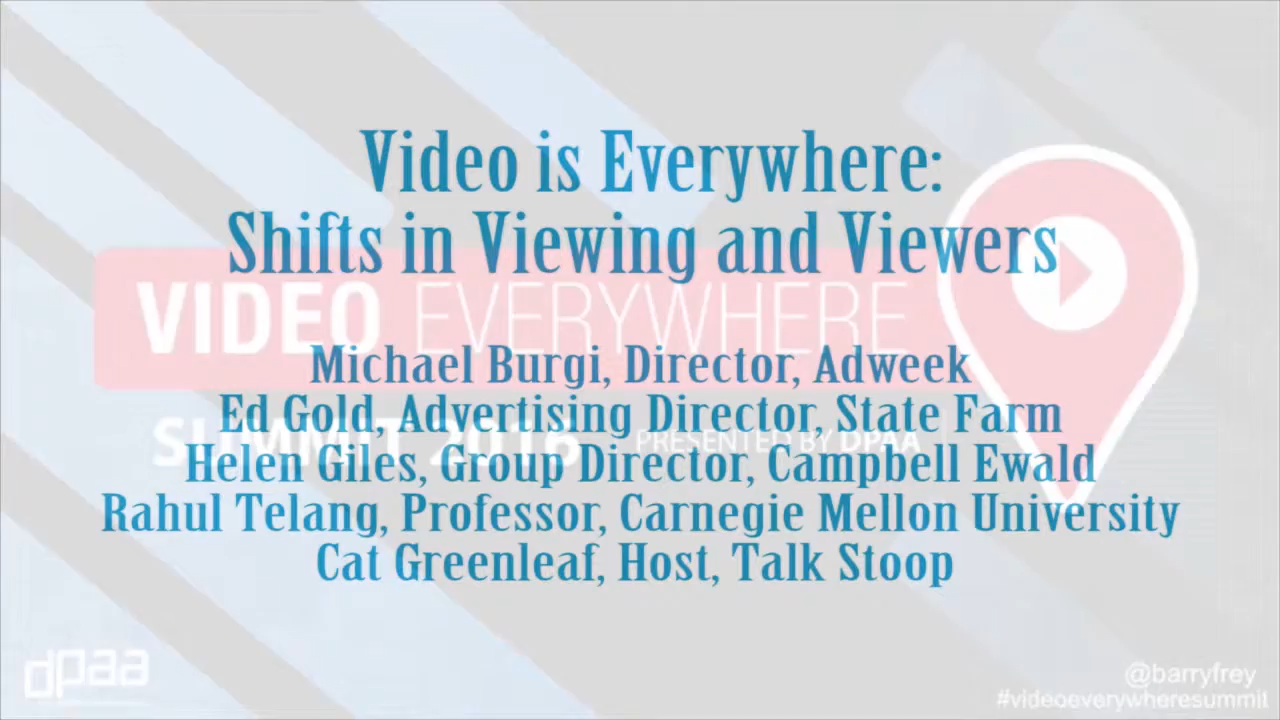 Video is Everywhere:
Shifts in Viewing and Viewers
VIDEO EVERYWHERE
Michael Burgi, Director, Adweek
Ed Gold, Advertising Director, State Farm
SUMMIT 2016 PRESENTED BY DPAA
Helen Giles, Group Director, Campbell Ewald
Rahul Telang, Professor, Carnegie Mellon University
Cat Greenleaf, Host, Talk Stoop
dpaa
@barryfrey
#videoeverywheresummit